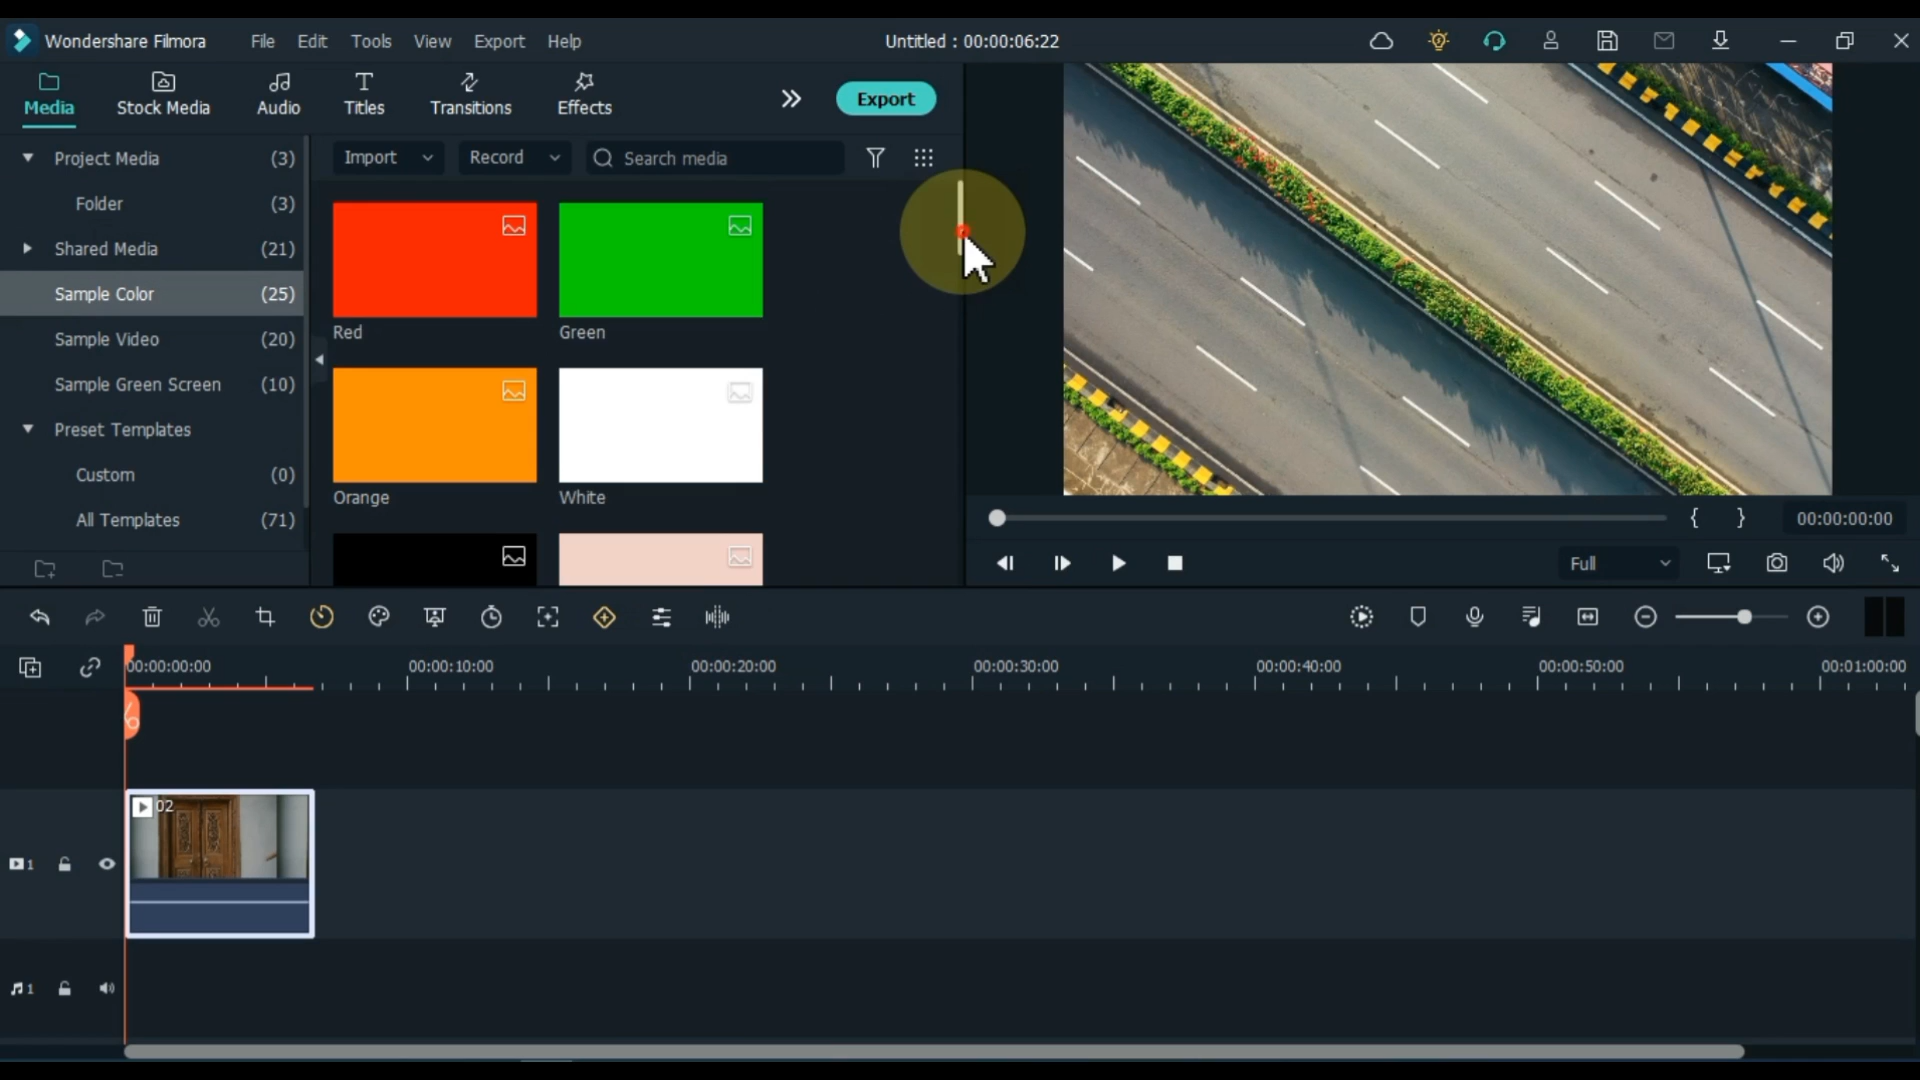 Wondershare Filmora
File Edit Tools View Export Help
Untitled : 00:00:06:22
Media Stock Media Audio Titles Transitions Effects Export
Project Media (3)
Folder (3)
Shared Media (21)
Sample Color (25)
Sample Video (20)
Sample Green Screen (10)
Preset Templates
Custom (0)
All Templates (71)
Import Record Search media
Red Green
Orange White
{ } 00:00:00:00
Full
00:00:00:00 00:00:10:00 00:00:20:00 00:00:30:00 00:00:40:00 00:00:50:00 00:01:00:00
02
1
1